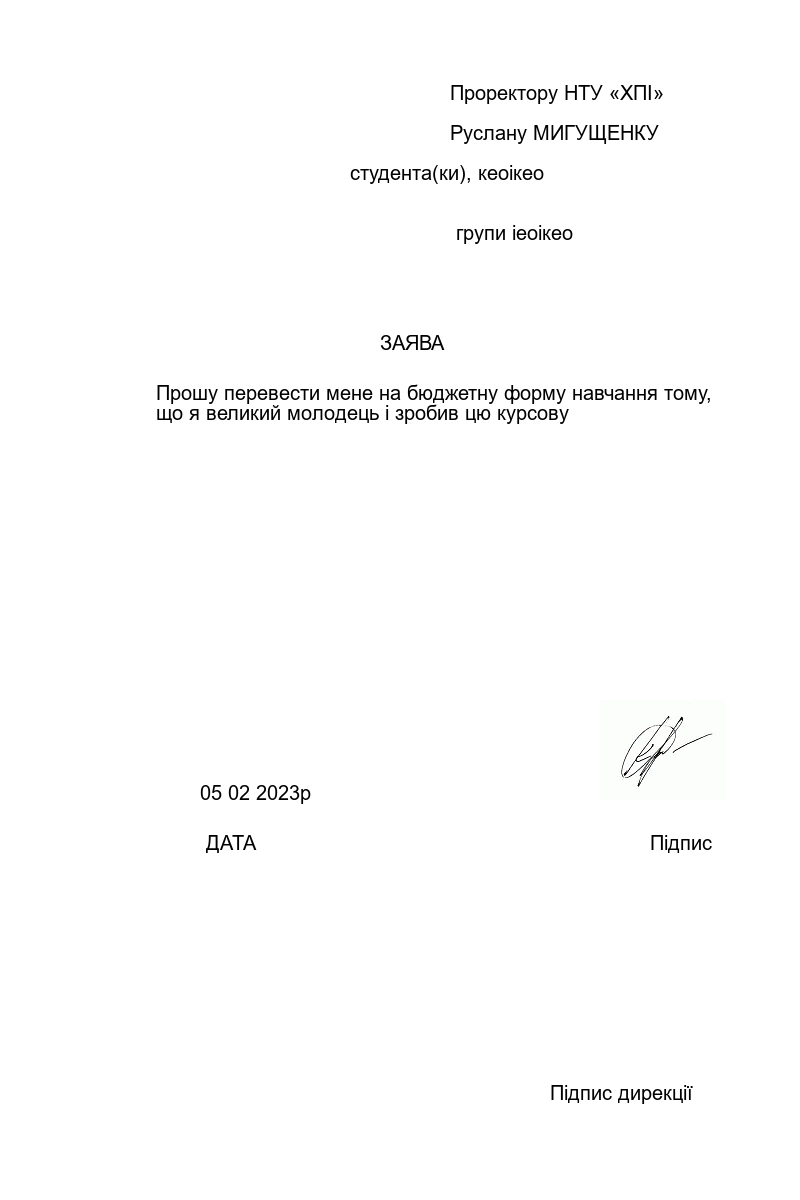 Проректору НТУ «ХПІ»
Руслану МИГУЩЕНКУ
студента(ки), кеоікео
групи іеоікео
ЗАЯВА
Прошу перевести мене на бюджетну форму навчання тому,
що я великий молодець і зробив цю курсову
05 02 2023р
ДАТА
Підпис
Підпис дирекції